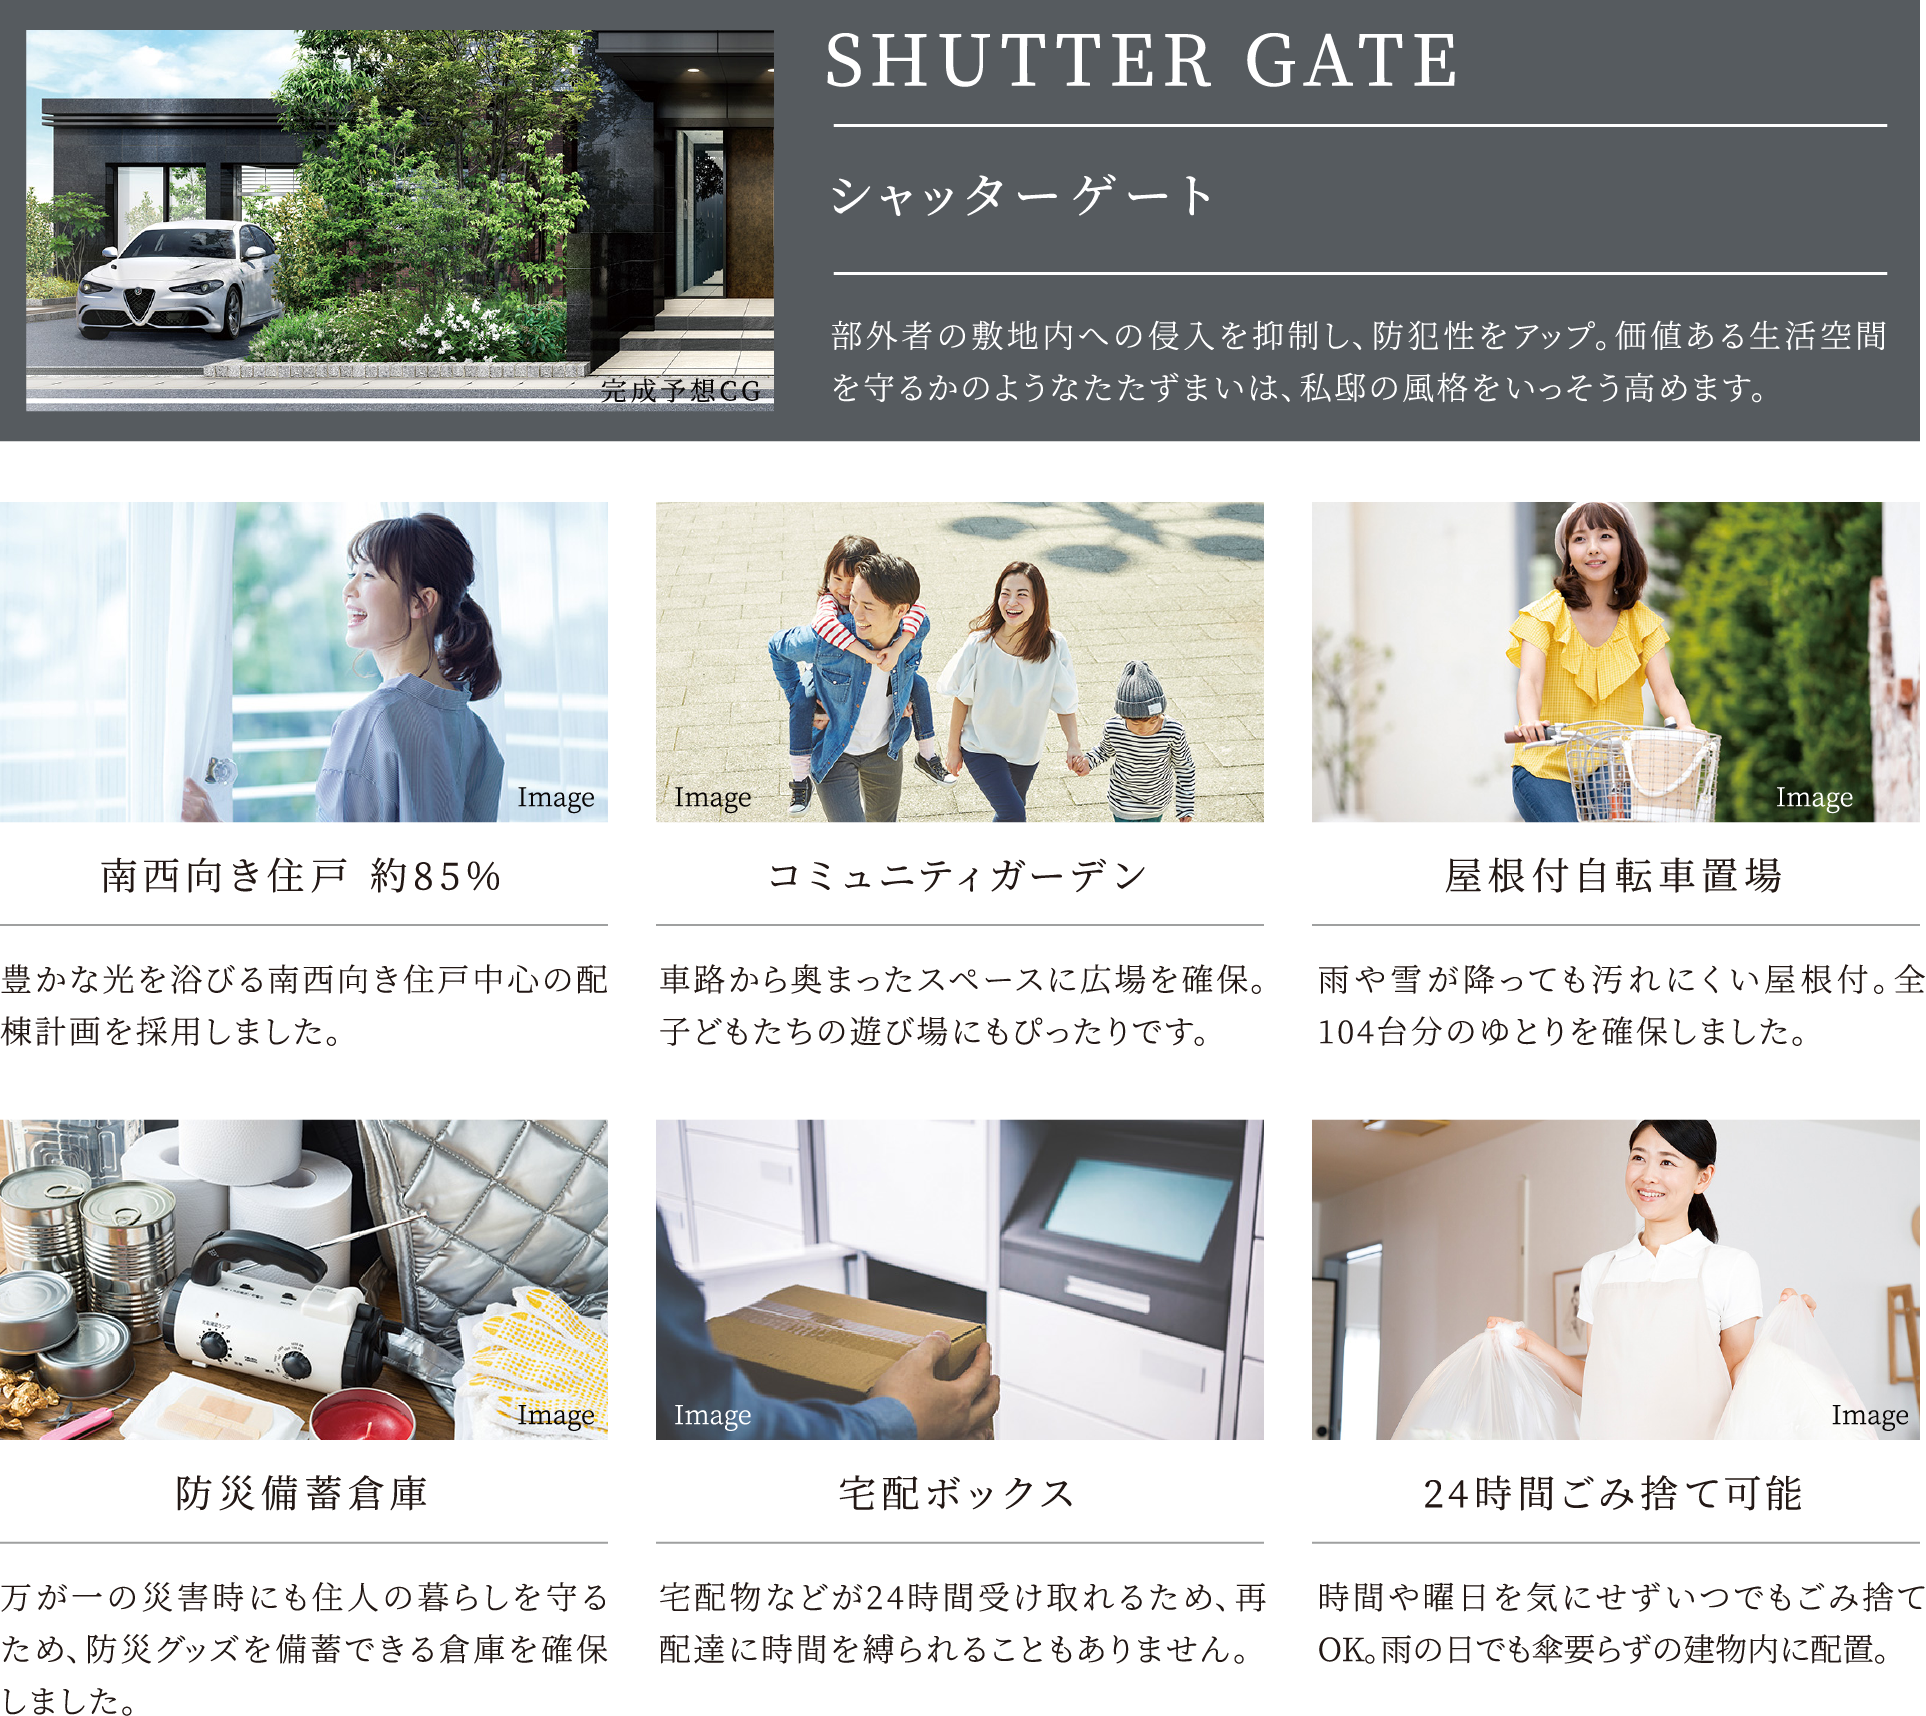 SHUTTER GATE
シャッターゲート
部外者の敷地内への侵入を抑制し、防犯性をアップ。価値ある生活空間
を守るかのようなたたずまいは、私邸の風格をいっそう高めます。
完成予想CG
Image
Image
Image
南西向き住戸 約85%
豊かな光を浴びる南西向き住戸中心の配
棟計画を採用しました。
コミュニティガーデン
車路から奥まったスペースに広場を確保。
子どもたちの遊び場にもぴったりです。
屋根付自転車置場
雨や雪が降っても汚れにくい屋根付。全
104台分のゆとりを確保しました。
Image
Image
Image
防災備蓄倉庫
万が一の災害時にも住人の暮らしを守る
ため、防災グッズを備蓄できる倉庫を確保
しました。
宅配ボックス
宅配物などが24時間受け取れるため、再
配達に時間を縛られることもありません。
24時間ごみ捨て可能
時間や曜日を気にせずいつでもごみ捨て
OK。雨の日でも傘要らずの建物内に配置。